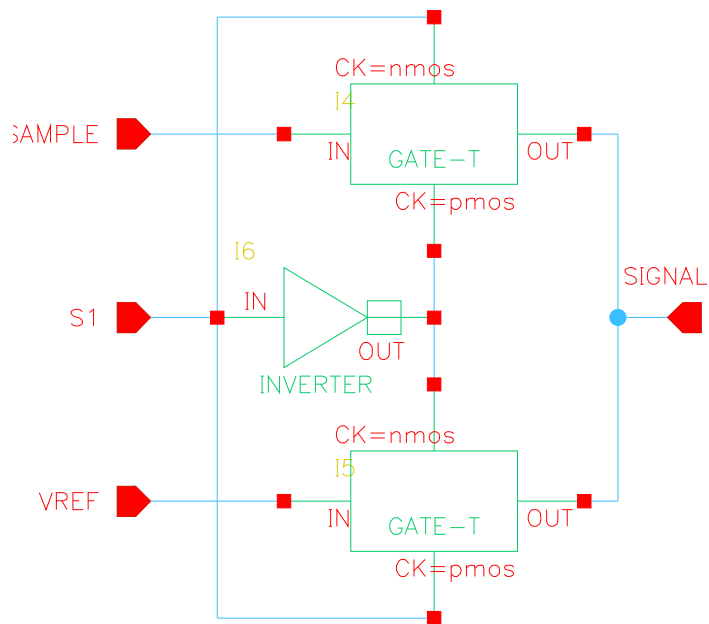 CK=nmos
I4
SAMPLE
IN
GATE-T
OUT
CK=pmos
I6
SIGNAL
S1
IN
OUT
INVERTER
CK=nmos
I5
VREF
IN
GATE-T
OUT
CK=pmos